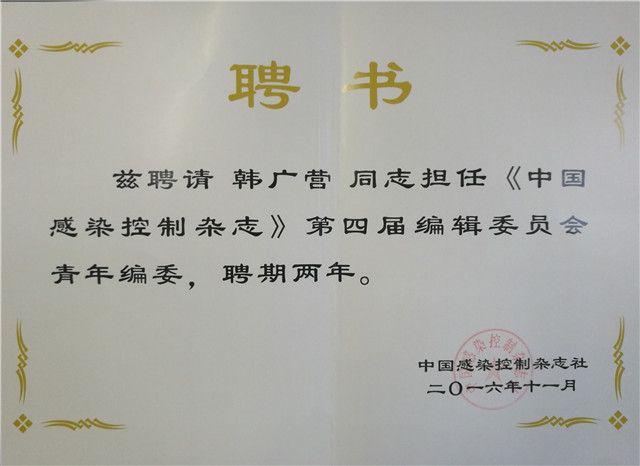 聘书
兹聘请 韩广营 同志担任《中国
感染控制杂志》第四届编辑委员会
青年编委，聘期两年。
中国感染控制杂志社
二〇一六年十一月